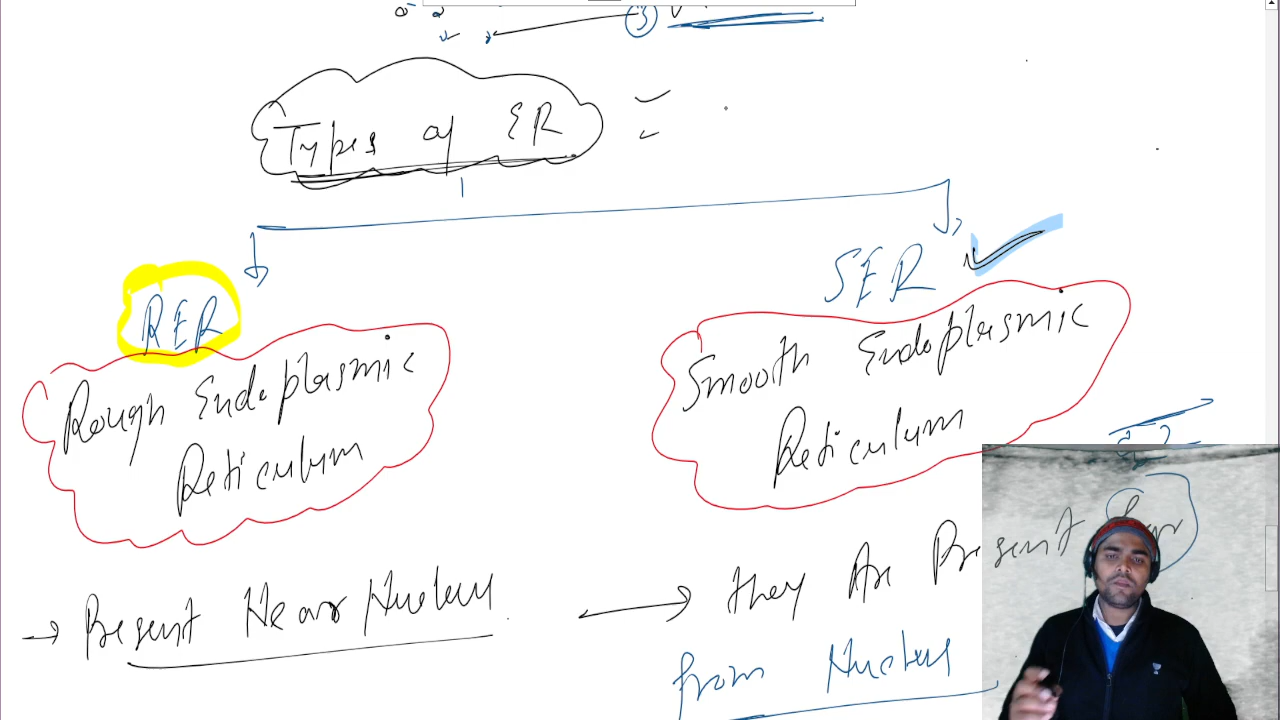 Types of ER
RER
SER
Rough Endoplasmic
Reticulum
Smooth Endoplasmic
Reticulum
→ Present Near Nucleus
→ They Are Present
from Nucleus